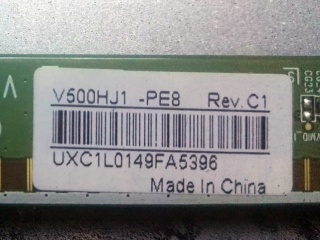 V500HJ1 -PE8 Rev.C1
UXC1L0149FA5396
Made In China